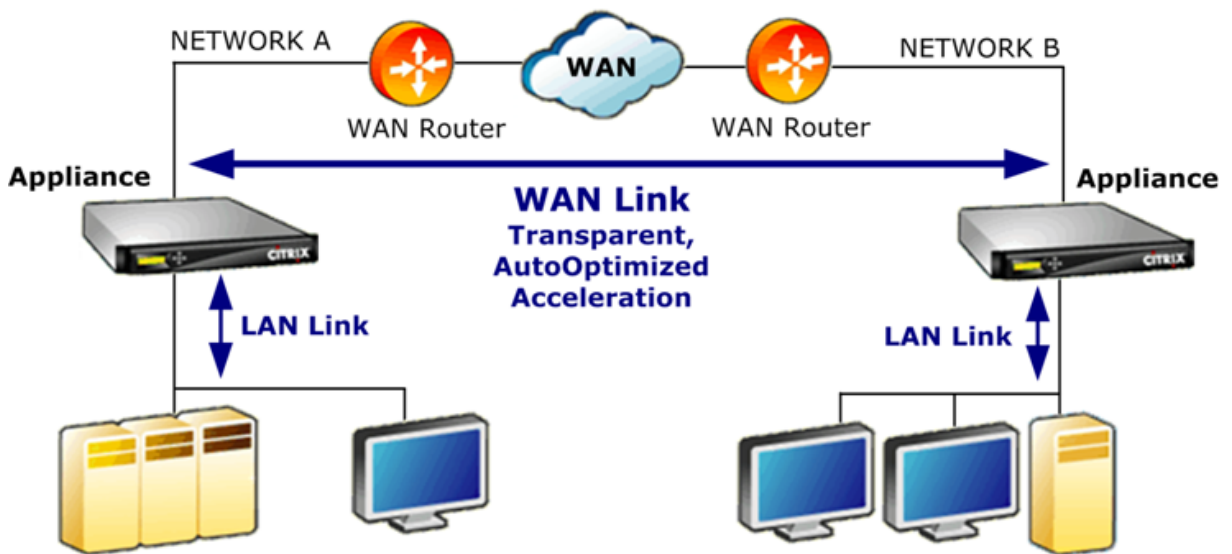 NETWORK A
WAN
NETWORK B
WAN Router
WAN Router
Appliance
Appliance
WAN Link
Transparent,
AutoOptimized
Acceleration
CITRIX
CITRIX
LAN Link
LAN Link